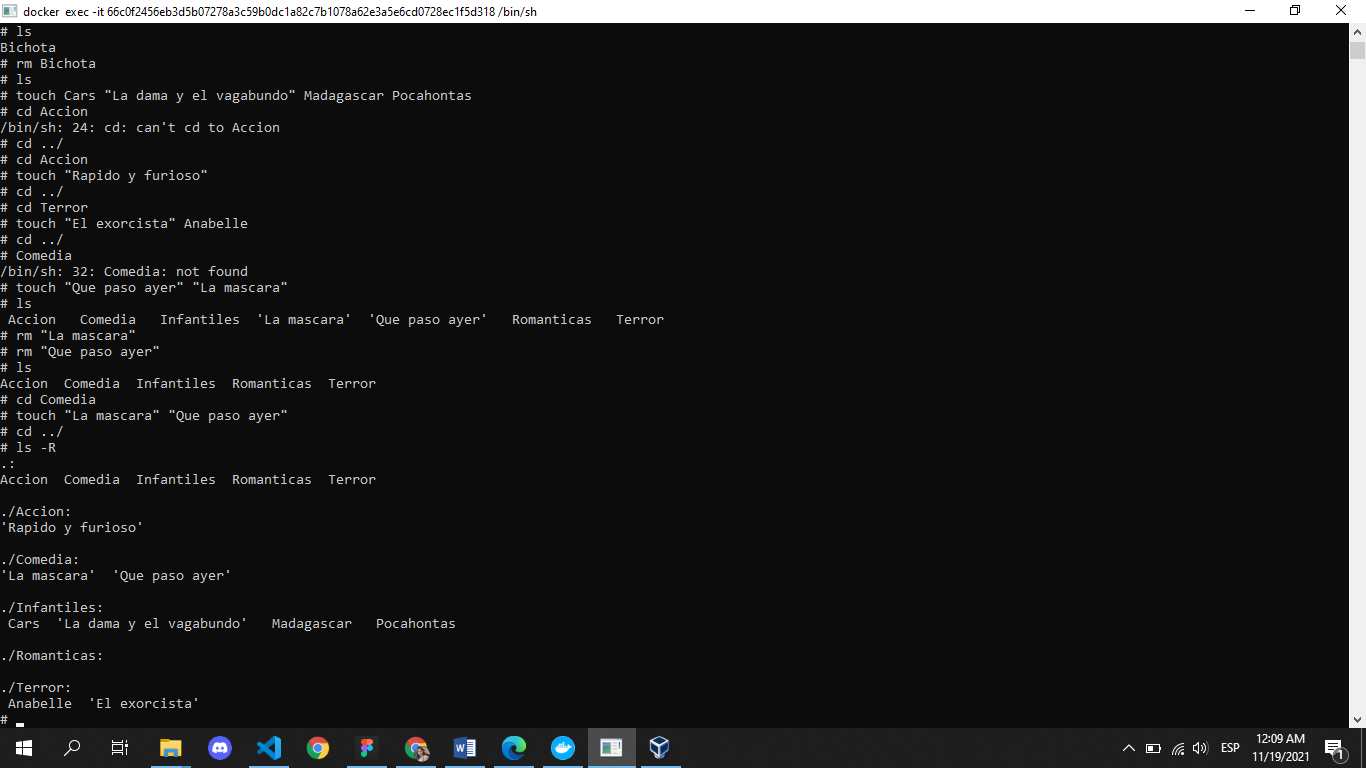 docker exec -it 66c0f2456eb3d5b07278a3c59b0dc1a82c7b1078a62e3a5e6cd0728ec1f5d318 /bin/sh
# ls
Bichota
# rm Bichota
# ls
# touch Cars "La dama y el vagabundo" Madagascar Pocahontas
# cd Accion
/bin/sh: 24: cd: can't cd to Accion
# cd ../
# cd Accion
# touch "Rapido y furioso"
# cd ../
# cd Terror
# touch "El exorcista" Anabelle
# cd ../
# Comedia
/bin/sh: 32: Comedia: not found
# touch "Que paso ayer" "La mascara"
# ls
 Accion   Comedia   Infantiles  'La mascara'  'Que paso ayer'   Romanticas   Terror
# rm "La mascara"
# rm "Que paso ayer"
# ls
Accion  Comedia  Infantiles  Romanticas  Terror
# cd Comedia
# touch "La mascara" "Que paso ayer"
# cd ../
# ls -R
.:
Accion  Comedia  Infantiles  Romanticas  Terror
./Accion:
'Rapido y furioso'
./Comedia:
'La mascara'  'Que paso ayer'
./Infantiles:
 Cars  'La dama y el vagabundo'   Madagascar   Pocahontas
./Romanticas:
./Terror:
 Anabelle  'El exorcista'
#
ESP
12:09 AM
11/19/2021
1